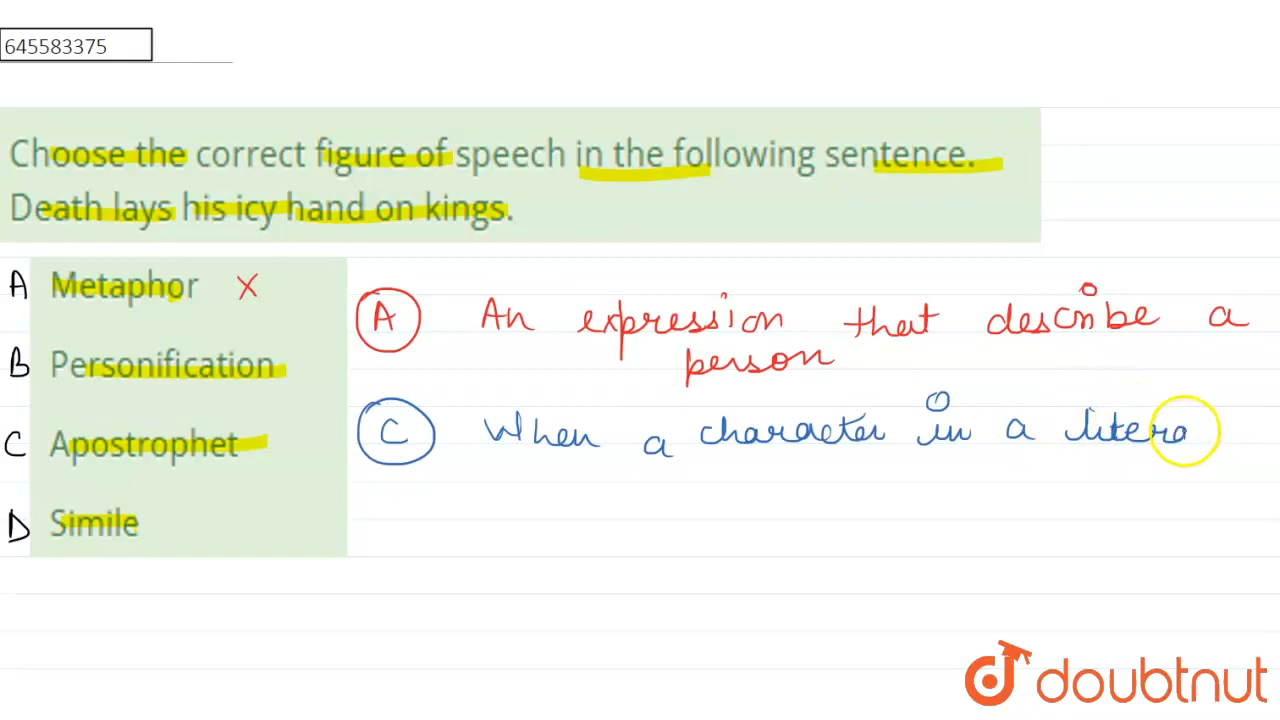 645583375
Choose the correct figure of speech in the following sentence.
Death lays his icy hand on kings.
A Metaphor X
B Personification
C Apostrophet
D Simile
A An expression that describe a
person
C When a character in a litera
doubtnut